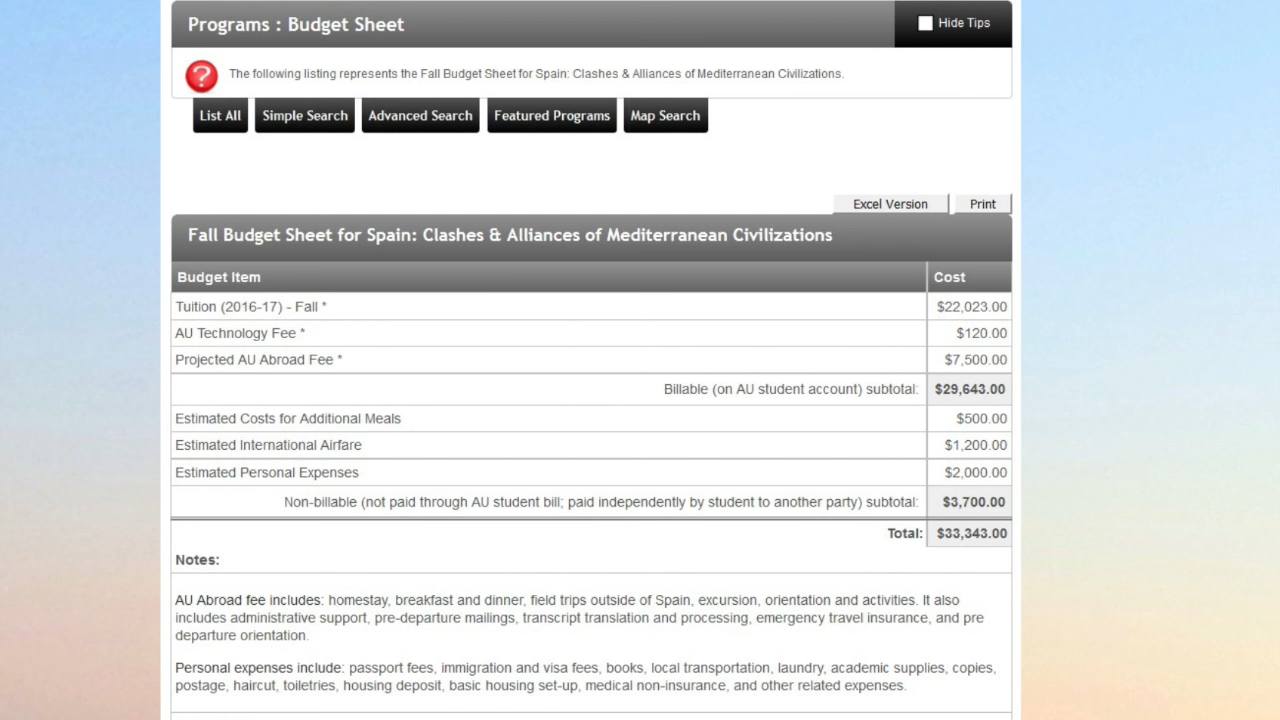 Programs : Budget Sheet
Hide Tips
The following listing represents the Fall Budget Sheet for Spain: Clashes & Alliances of Mediterranean Civilizations.
List All Simple Search Advanced Search Featured Programs Map Search
Excel Version Print
Fall Budget Sheet for Spain: Clashes & Alliances of Mediterranean Civilizations
Budget Item Cost
Tuition (2016-17) - Fall * $22,023.00
AU Technology Fee * $120.00
Projected AU Abroad Fee * $7,500.00
Billable (on AU student account) subtotal: $29,643.00
Estimated Costs for Additional Meals $500.00
Estimated International Airfare $1,200.00
Estimated Personal Expenses $2,000.00
Non-billable (not paid through AU student bill; paid independently by student to another party) subtotal: $3,700.00
Total: $33,343.00
Notes:
AU Abroad fee includes: homestay, breakfast and dinner, field trips outside of Spain, excursion, orientation and activities. It also
includes administrative support, pre-departure mailings, transcript translation and processing, emergency travel insurance, and pre
departure orientation.
Personal expenses include: passport fees, immigration and visa fees, books, local transportation, laundry, academic supplies, copies,
postage, haircut, toiletries, housing deposit, basic housing set-up, medical non-insurance, and other related expenses.